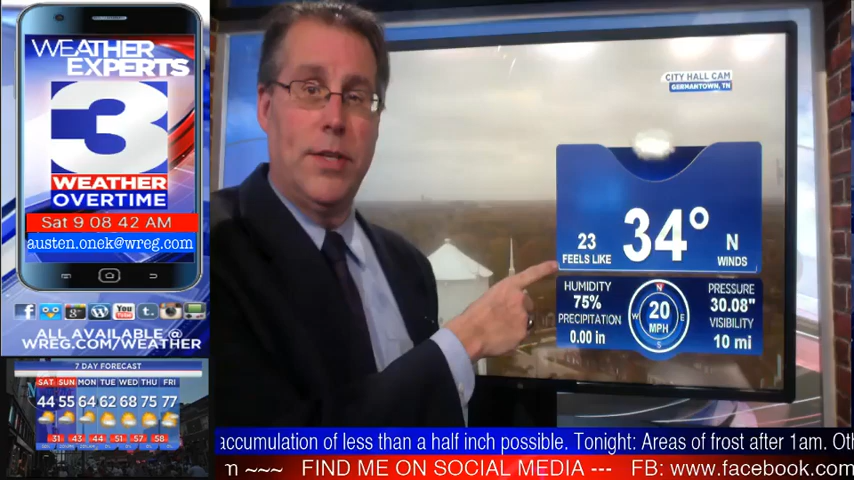 WEATHER
EXPERTS
3
WEATHER
OVERTIME
Sat 9 08 42 AM
austen.onek@wreg.com
ALL AVAILABLE @
WREG.COM/WEATHER
7 DAY FORECAST
SAT SUN MON TUE WED THU FRI
44 55 64 62 68 75 77
31 43 44 51 57 58
CITY HALL CAM
GERMANTOWN, TN
23
FEELS LIKE
34°
N
WINDS
HUMIDITY
75%
PRECIPITATION
0.00 in
N
W E
S
20
MPH
PRESSURE
30.08"
VISIBILITY
10 mi
accumulation of less than a half inch possible. Tonight: Areas of frost after 1am. Oth
m ~~~ FIND ME ON SOCIAL MEDIA --- FB: www.facebook.com